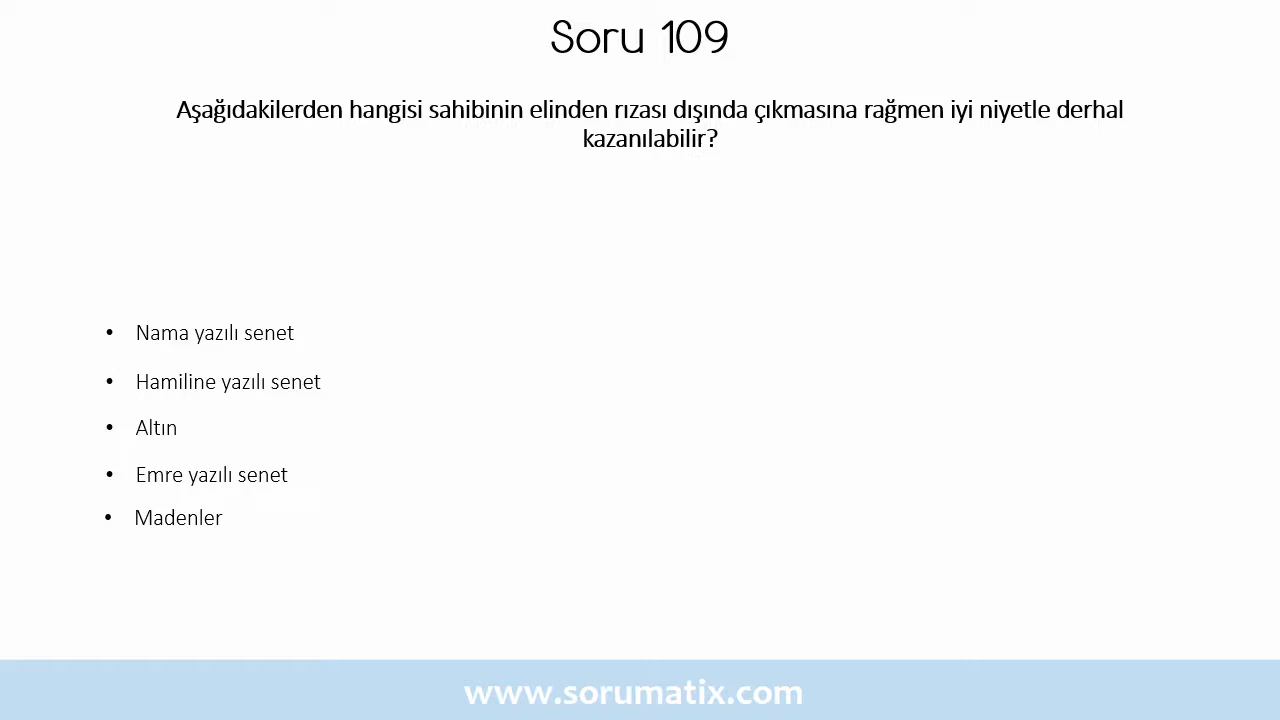 Soru 109
Aşağıdakilerden hangisi sahibinin elinden rızası dışında çıkmasına rağmen iyi niyetle derhal
kazanılabilir?
• Nama yazılı senet
• Hamiline yazılı senet
• Altın
• Emre yazılı senet
• Madenler
www.sorumatix.com